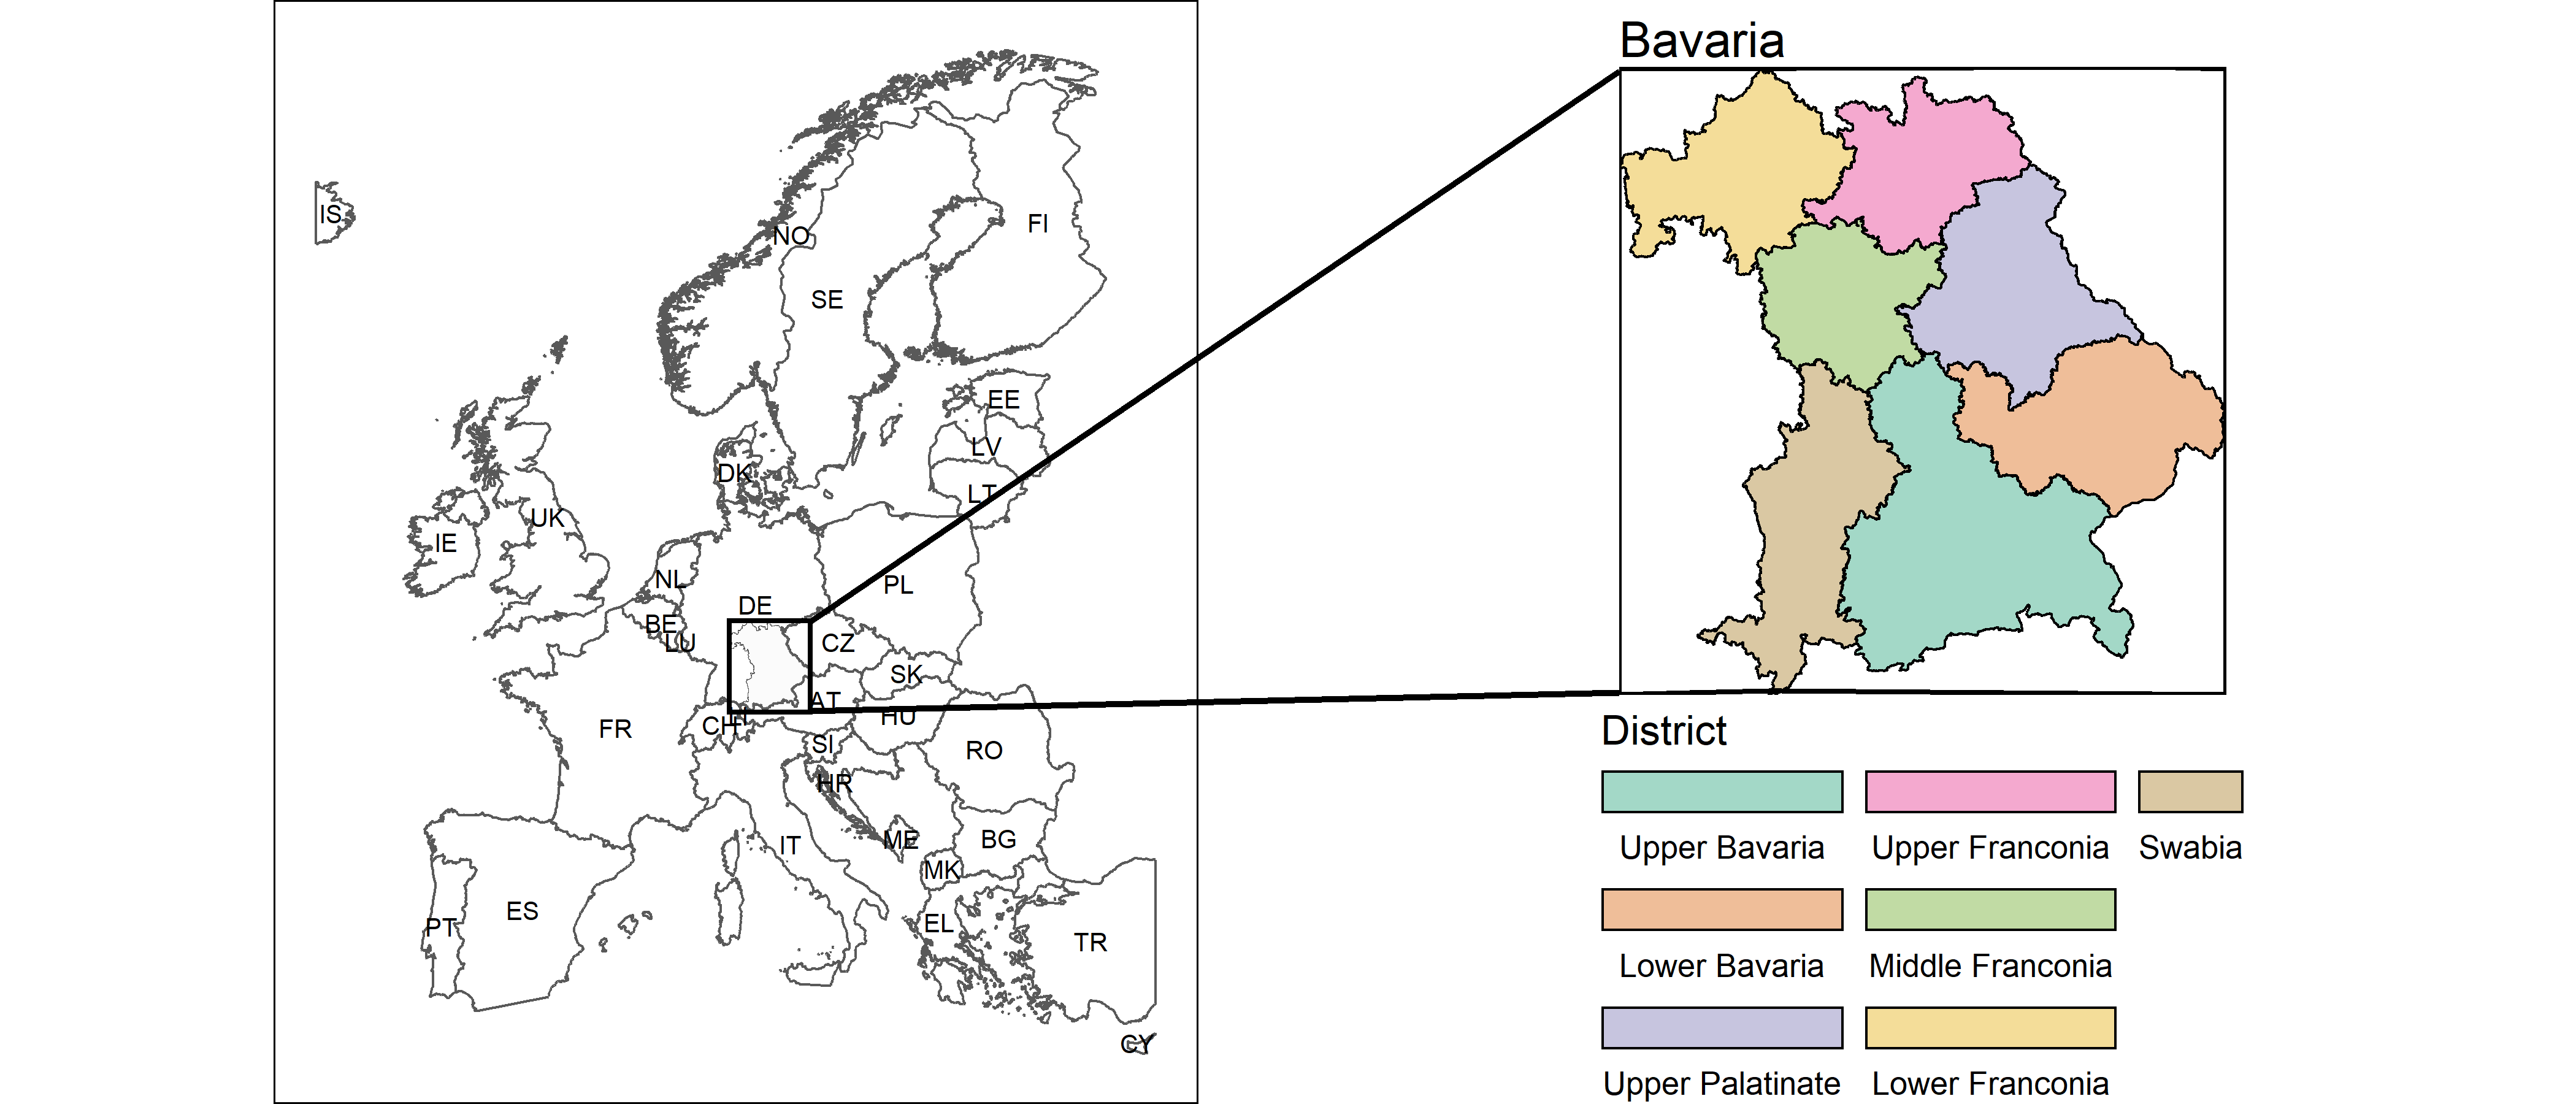 Bavaria
IS
NO
FI
SE
EE
LV
DK
LT
UK
IE
NL
PL
DE
BE
LU
CZ
SK
AT
HU
CH
LI
FR
SI
RO
HR
IT
ME
BG
MK
ES
PT
EL
TR
CY
District
Upper Bavaria Upper Franconia Swabia
Lower Bavaria Middle Franconia
Upper Palatinate Lower Franconia